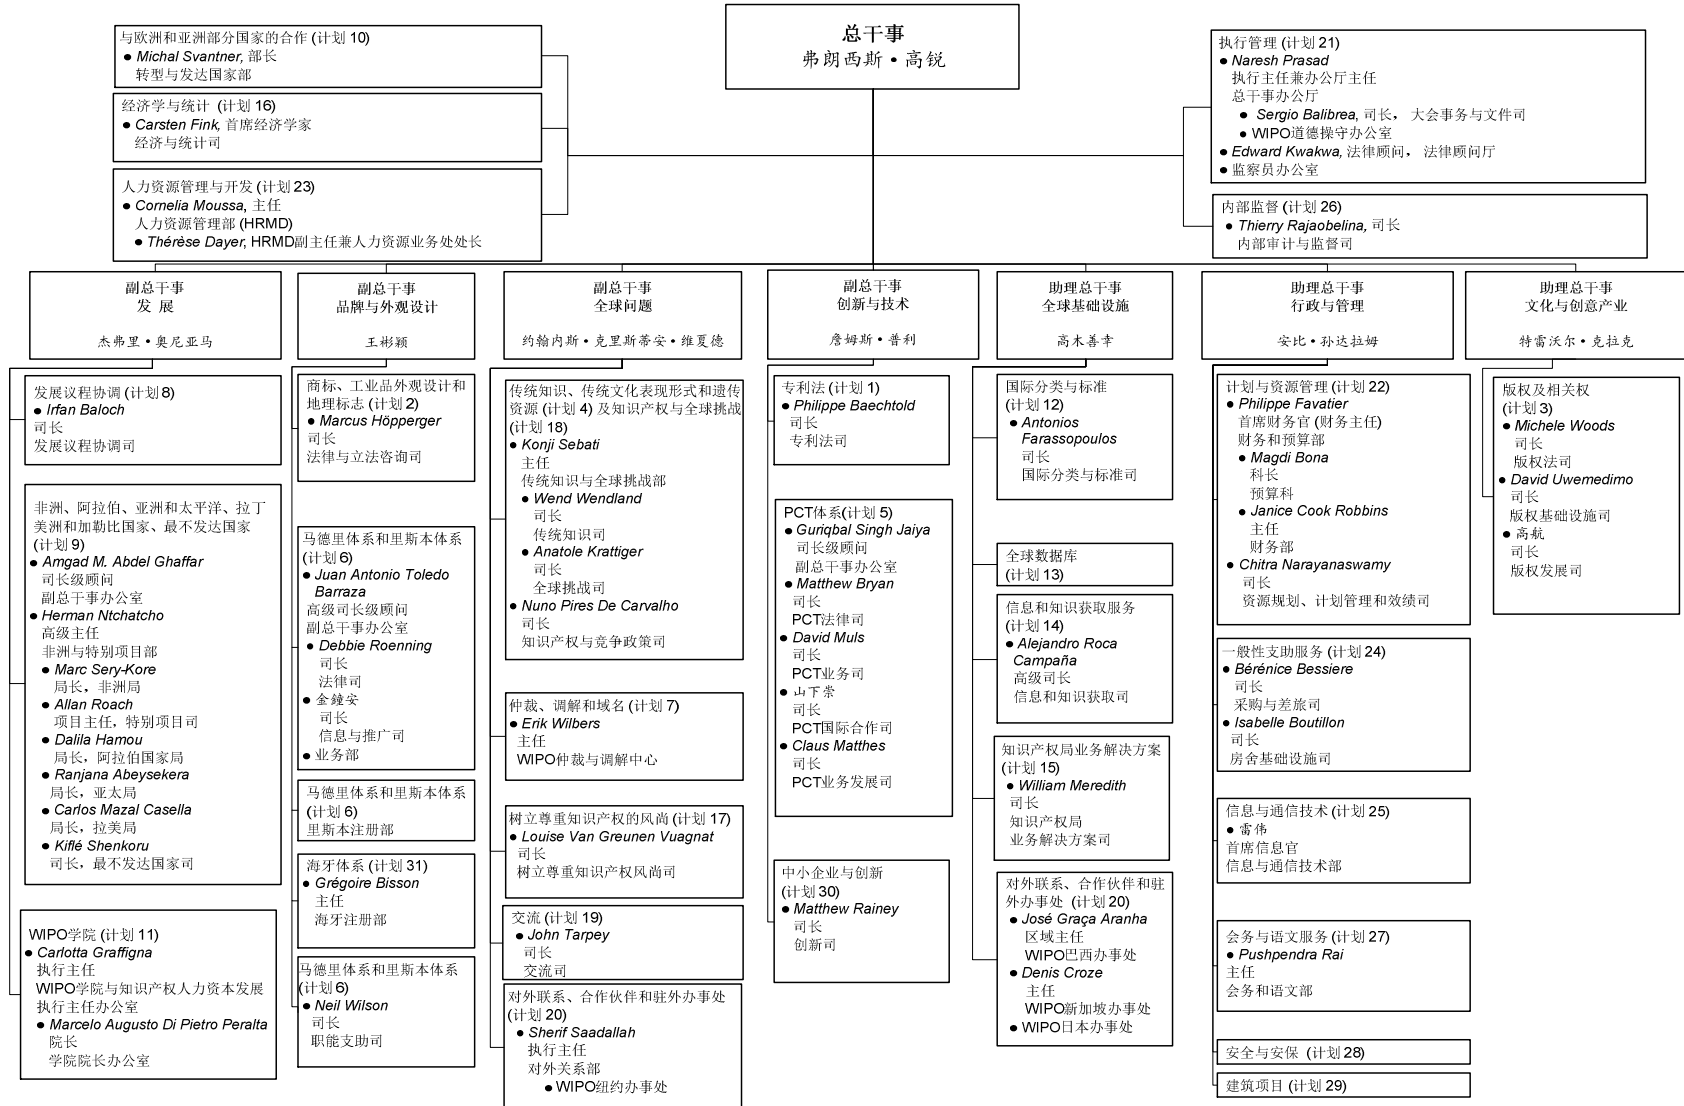 总干事
弗朗西斯•高锐
与欧洲和亚洲部分国家的合作 (计划 10)
● Michal Svantner, 部长
转型与发达国家部
经济学与统计 (计划 16)
● Carsten Fink, 首席经济学家
经济与统计司
人力资源管理与开发 (计划 23)
● Cornelia Moussa, 主任
人力资源管理部 (HRMD)
● Thérèse Dayer, HRMD副主任兼人力资源业务处处长
执行管理 (计划 21)
● Naresh Prasad
执行主任兼办公厅主任
总干事办公厅
● Sergio Balibrea, 司长， 大会事务与文件司
● WIPO道德操守办公室
● Edward Kwakwa, 法律顾问， 法律顾问厅
● 监察员办公室
内部监督 (计划 26)
● Thierry Rajaobelina, 司长
内部审计与监督司
副总干事
发 展
杰弗里•奥尼亚马
发展议程协调 (计划 8)
● Irfan Baloch
司长
发展议程协调司
非洲、阿拉伯、亚洲和太平洋、拉丁
美洲和加勒比国家、最不发达国家
(计划 9)
● Amgad M. Abdel Ghaffar
司长级顾问
副总干事办公室
● Herman Ntchatcho
高级主任
非洲与特别项目部
● Marc Sery-Kore
局长，非洲局
● Allan Roach
项目主任，特别项目司
● Dalila Hamou
局长，阿拉伯国家局
● Ranjana Abeysekera
局长，亚太局
● Carlos Mazal Casella
局长，拉美局
● Kiflé Shenkoru
司长，最不发达国家司
WIPO学院 (计划 11)
● Carlotta Graffigna
执行主任
WIPO学院与知识产权人力资本发展
执行主任办公室
● Marcelo Augusto Di Pietro Peralta
院长
学院院长办公室
副总干事
品牌与外观设计
王彬颖
商标、工业品外观设计和
地理标志 (计划 2)
● Marcus Höpperger
司长
法律与立法咨询司
马德里体系和里斯本体系
(计划 6)
● Juan Antonio Toledo
Barraza
高级司长级顾问
副总干事办公室
● Debbie Roenning
司长
法律司
● 金鐘安
司长
信息与推广司
● 业务部
马德里体系和里斯本体系
(计划 6)
里斯本注册部
海牙体系 (计划 31)
● Grégoire Bisson
主任
海牙注册部
马德里体系和里斯本体系
(计划 6)
● Neil Wilson
司长
职能支助司
副总干事
全球问题
约翰内斯•克里斯蒂安•维夏德
传统知识、传统文化表现形式和遗传
资源 (计划 4) 及知识产权与全球挑战
(计划 18)
● Konji Sebati
主任
传统知识与全球挑战部
● Wend Wendland
司长
传统知识司
● Anatole Krattiger
司长
全球挑战司
● Nuno Pires De Carvalho
司长
知识产权与竞争政策司
仲裁、调解和域名 (计划 7)
● Erik Wilbers
主任
WIPO仲裁与调解中心
树立尊重知识产权的风尚 (计划 17)
● Louise Van Greunen Vuagnat
司长
树立尊重知识产权风尚司
交流 (计划 19)
● John Tarpey
司长
交流司
对外联系、合作伙伴和驻外办事处
(计划 20)
● Sherif Saadallah
执行主任
对外关系部
● WIPO纽约办事处
副总干事
创新与技术
詹姆斯•普利
专利法 (计划 1)
● Philippe Baechtold
司长
专利法司
PCT体系(计划 5)
● Guriqbal Singh Jaiya
司长级顾问
副总干事办公室
● Matthew Bryan
司长
PCT法律司
● David Muls
司长
PCT业务司
● 山下崇
司长
PCT国际合作司
● Claus Matthes
司长
PCT业务发展司
中小企业与创新
(计划 30)
● Matthew Rainey
司长
创新司
助理总干事
全球基础设施
高木善幸
国际分类与标准
(计划 12)
● Antonios
Farassopoulos
司长
国际分类与标准司
全球数据库
(计划 13)
信息和知识获取服务
(计划 14)
● Alejandro Roca
Campaña
高级司长
信息和知识获取司
知识产权局业务解决方案
(计划 15)
● William Meredith
司长
知识产权局
业务解决方案司
对外联系、合作伙伴和驻
外办事处 (计划 20)
● José Graça Aranha
区域主任
WIPO巴西办事处
● Denis Croze
主任
WIPO新加坡办事处
● WIPO日本办事处
助理总干事
行政与管理
安比•孙达拉姆
计划与资源管理 (计划 22)
● Philippe Favatier
首席财务官 (财务主任)
财务和预算部
● Magdi Bona
科长
预算科
● Janice Cook Robbins
主任
财务部
● Chitra Narayanaswamy
司长
资源规划、计划管理和效绩司
一般性支助服务 (计划 24)
● Bérénice Bessiere
司长
采购与差旅司
● Isabelle Boutillon
司长
房舍基础设施司
信息与通信技术 (计划 25)
● 雷伟
首席信息官
信息与通信技术部
会务与语文服务 (计划 27)
● Pushpendra Rai
主任
会务和语文部
安全与安保 (计划 28)
建筑项目 (计划 29)
助理总干事
文化与创意产业
特雷沃尔•克拉克
版权及相关权
(计划 3)
● Michele Woods
司长
版权法司
● David Uwemedimo
司长
版权基础设施司
● 高航
司长
版权发展司